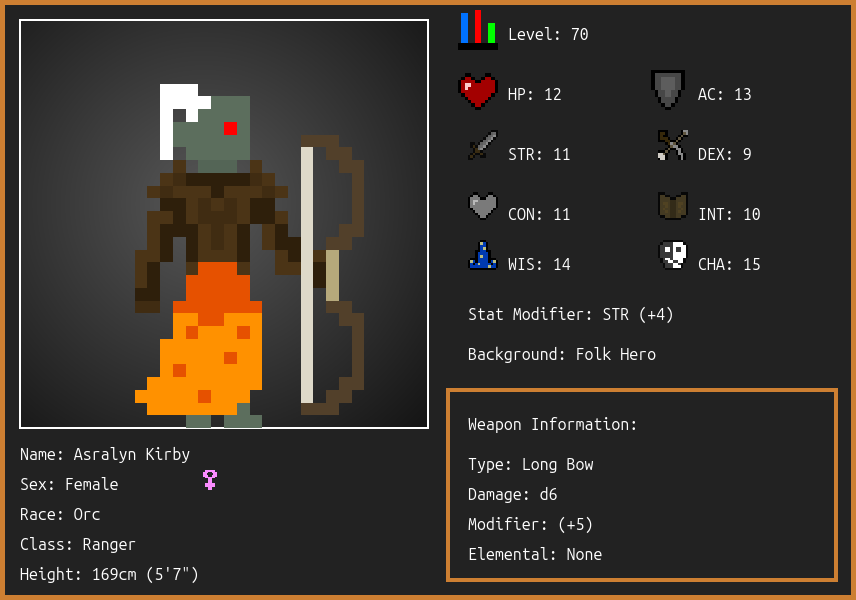 Level: 70
HP: 12
AC: 13
STR: 11
DEX: 9
CON: 11
INT: 10
WIS: 14
CHA: 15
Stat Modifier: STR (+4)
Background: Folk Hero
Weapon Information:
Type: Long Bow
Damage: d6
Modifier: (+5)
Elemental: None
Name: Asralyn Kirby
Sex: Female
Race: Orc
Class: Ranger
Height: 169cm (5'7")